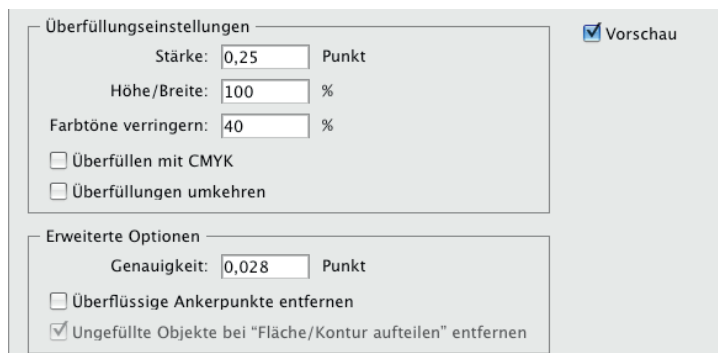 Überfüllungseinstellungen
Vorschau
Stärke: 0,25 Punkt
Höhe/Breite: 100 %
Farbtöne verringern: 40 %
Überfüllen mit CMYK
Überfüllungen umkehren
Erweiterte Optionen
Genauigkeit: 0,028 Punkt
Überflüssige Ankerpunkte entfernen
Ungefüllte Objekte bei “Fläche/Kontur aufteilen” entfernen